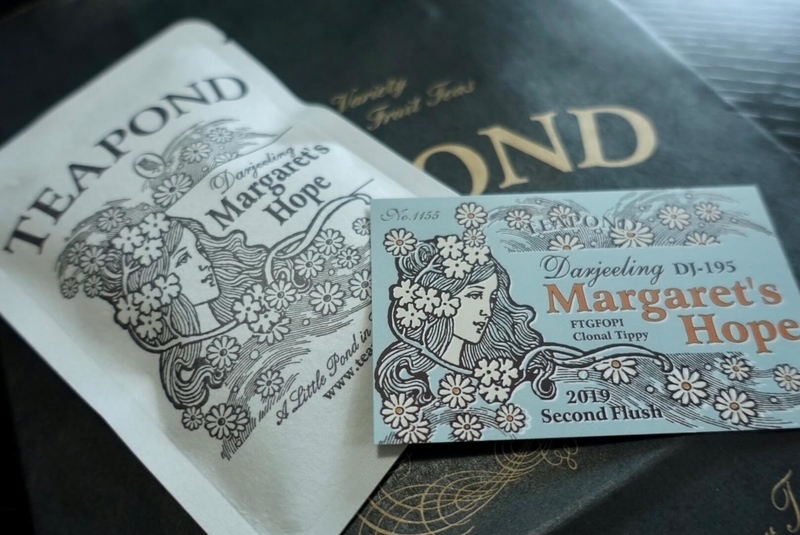 TEAPOND
Darjeeling
Margaret's
Hope
A Little Pond in
www.tea
Variety
Fruit Teas
OND
No.1155
TEAPOND
Darjeeling DJ-195
Margaret's
Hope
FTGFOP1
Clonal Tippy
2019
Second Flush